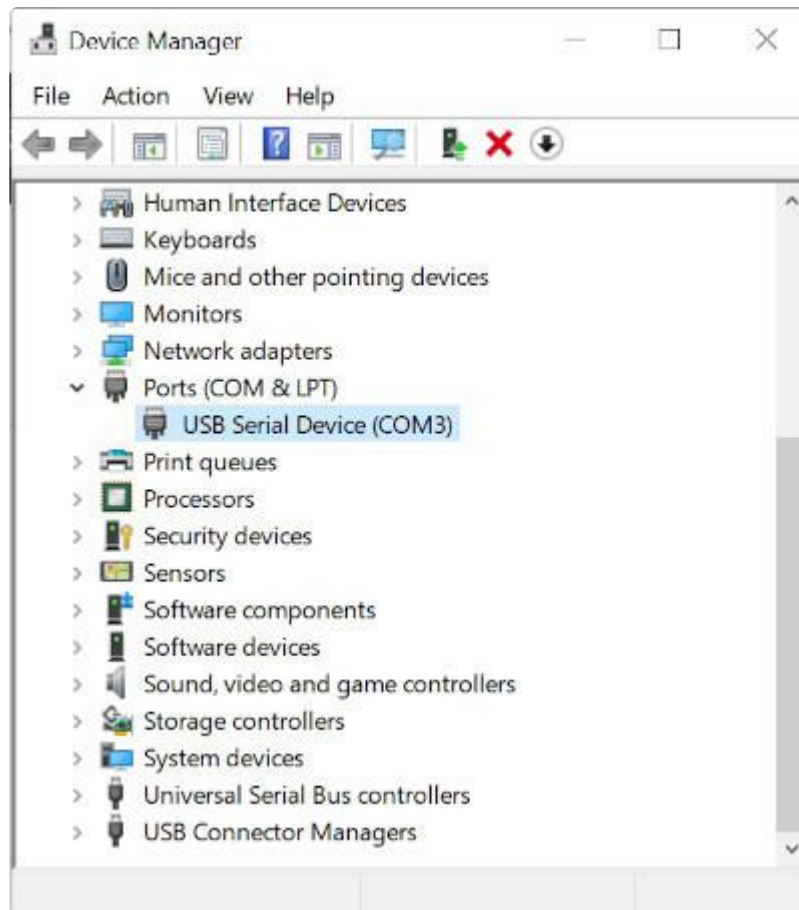 Device Manager
File Action View Help
Human Interface Devices
Keyboards
Mice and other pointing devices
Monitors
Network adapters
Ports (COM & LPT)
USB Serial Device (COM3)
Print queues
Processors
Security devices
Sensors
Software components
Software devices
Sound, video and game controllers
Storage controllers
System devices
Universal Serial Bus controllers
USB Connector Managers